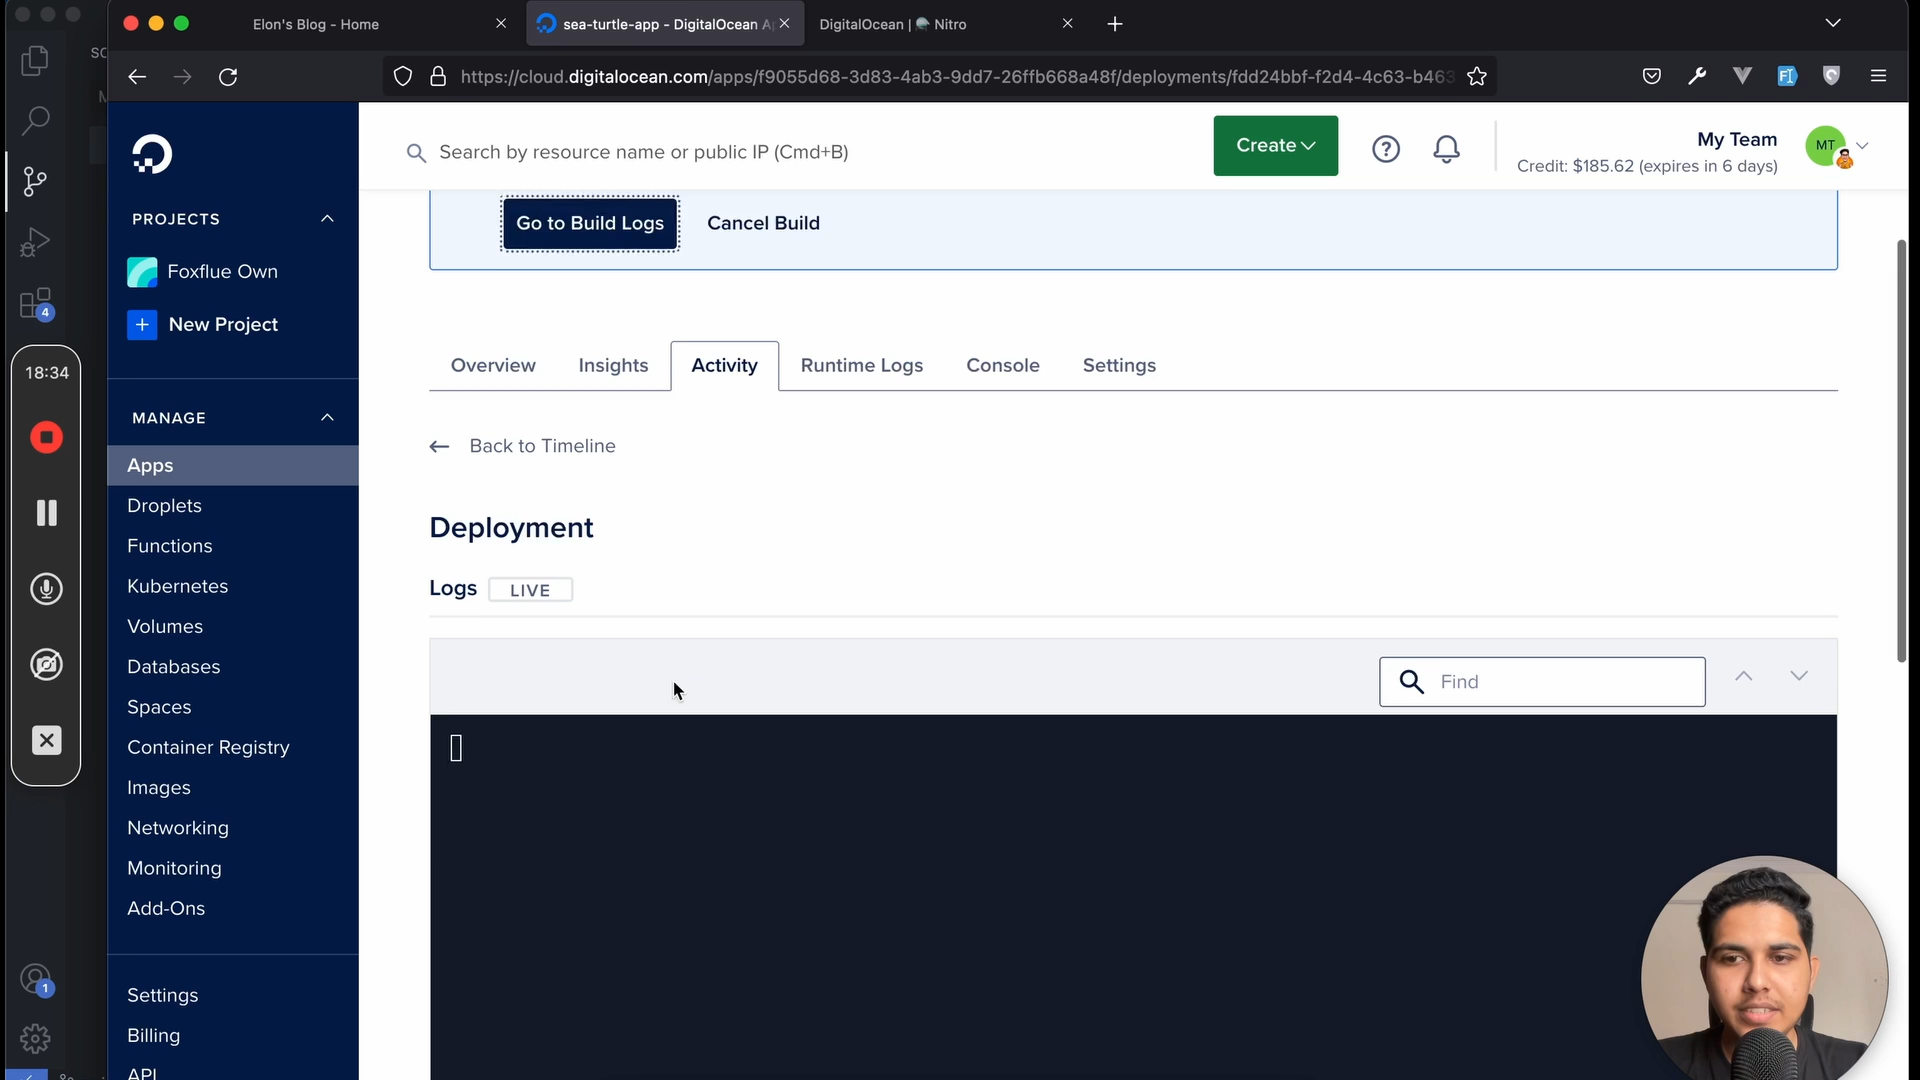 Elon's Blog - Home
sea-turtle-app - DigitalOcean A
DigitalOcean | Nitro
https://cloud.digitalocean.com/apps/f9055d68-3d83-4ab3-9dd7-26ffb668a48f/deployments/fdd24bbf-f2d4-4c63-b463
SC
M
Search by resource name or public IP (Cmd+B)
Create
My Team
Credit: $185.62 (expires in 6 days)
MT
PROJECTS
Foxflue Own
New Project
MANAGE
Apps
Droplets
Functions
Kubernetes
Volumes
Databases
Spaces
Container Registry
Images
Networking
Monitoring
Add-Ons
Settings
Billing
API
4
18:34
1
Go to Build Logs
Cancel Build
Overview
Insights
Activity
Runtime Logs
Console
Settings
Back to Timeline
Deployment
Logs
LIVE
Find